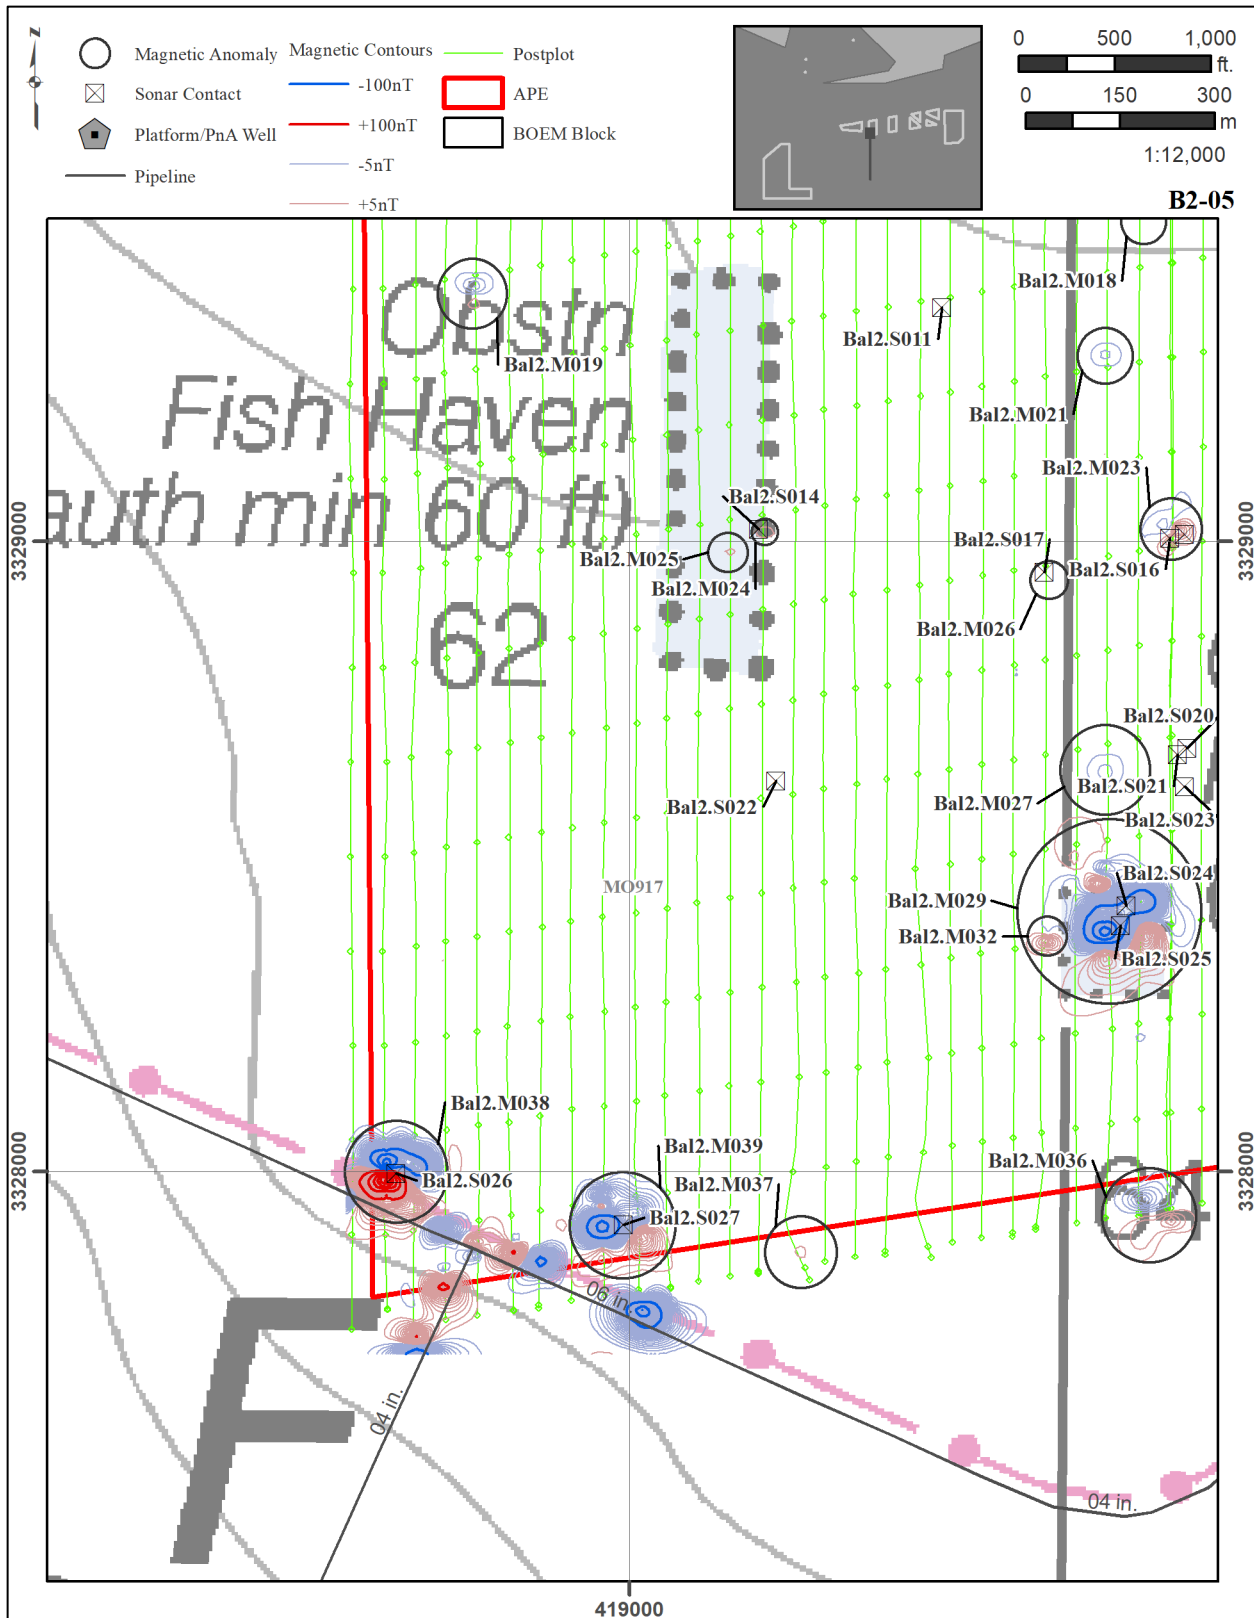 N
Magnetic Anomaly
Sonar Contact
Platform/PnA Well
Pipeline
Magnetic Contours
-100nT
+100nT
-5nT
+5nT
Postplot
APE
BOEM Block
0 500 1,000
ft.
0 150 300
m
1:12,000
B2-05
Bal2.M018
Bal2.S011
Bal2.M019
Obstn
Fish Haven
auth min 60 ft)
62
Bal2.M021
Bal2.M023
Bal2.S014
Bal2.M025
Bal2.M024
Bal2.S017
Bal2.S016
Bal2.M026
3329000
3329000
Bal2.S020
Bal2.S021
Bal2.M027
Bal2.S023
Bal2.S022
MO917
Bal2.S024
Bal2.M029
Bal2.M032
Bal2.S025
Bal2.M038
Bal2.M039
Bal2.M037
Bal2.M036
Bal2.S026
Bal2.S027
3328000
3328000
06 in.
04 in.
04 in.
F
419000